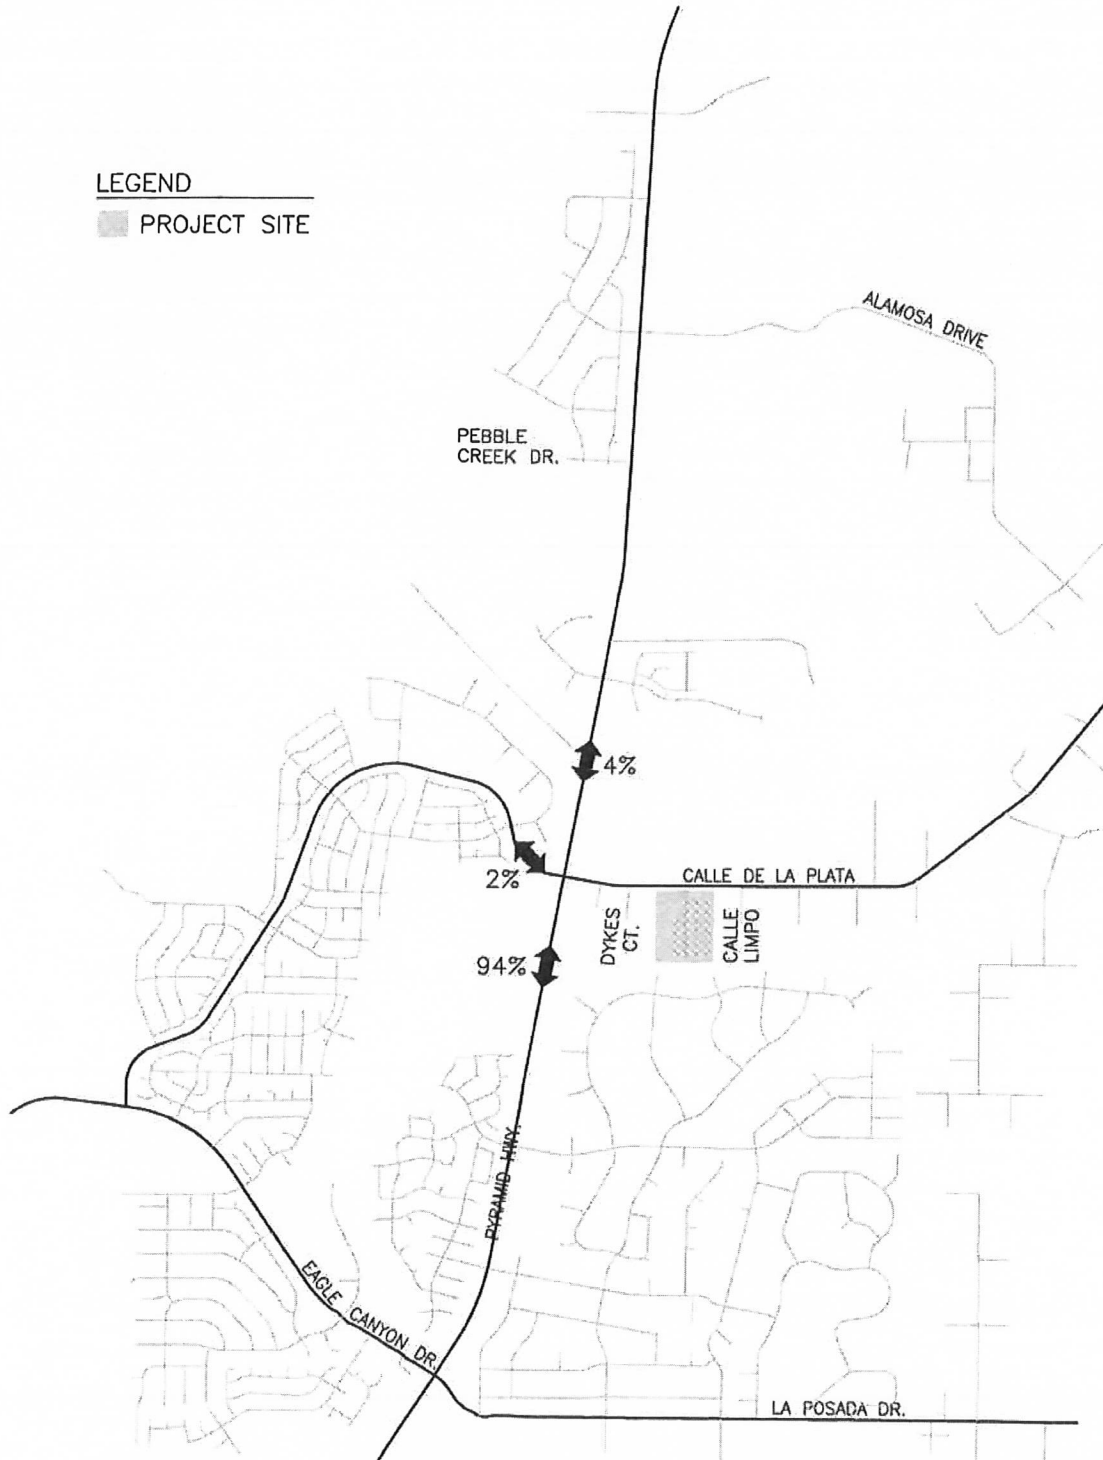 LEGEND
PROJECT SITE
ALAMOSA DRIVE
PEBBLE
CREEK DR.
4%
2%
CALLE DE LA PLATA
DYKES
CT.
CALLE
LIMPO
94%
PYRAMID HWY.
EAGLE CANYON DR.
LA POSADA DR.